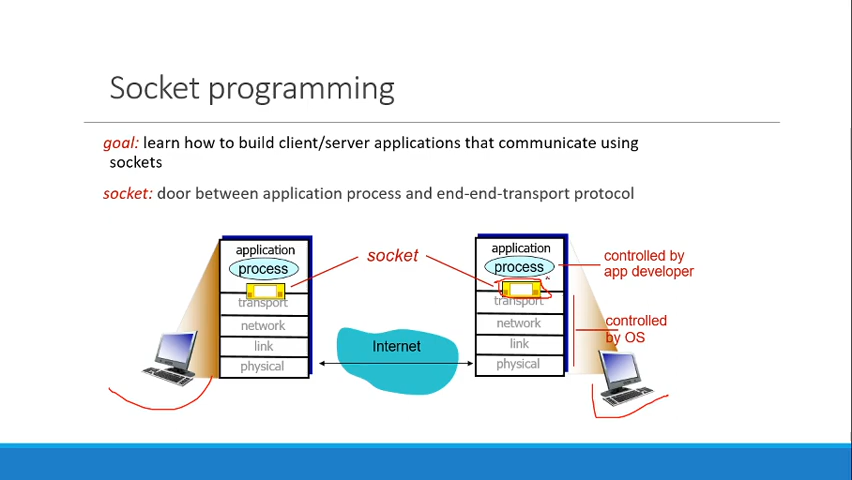 Socket programming
goal: learn how to build client/server applications that communicate using
sockets
socket: door between application process and end-end-transport protocol
application
process
transport
network
link
physical
socket
Internet
application
process
transport
network
link
physical
controlled by
app developer
controlled
by OS